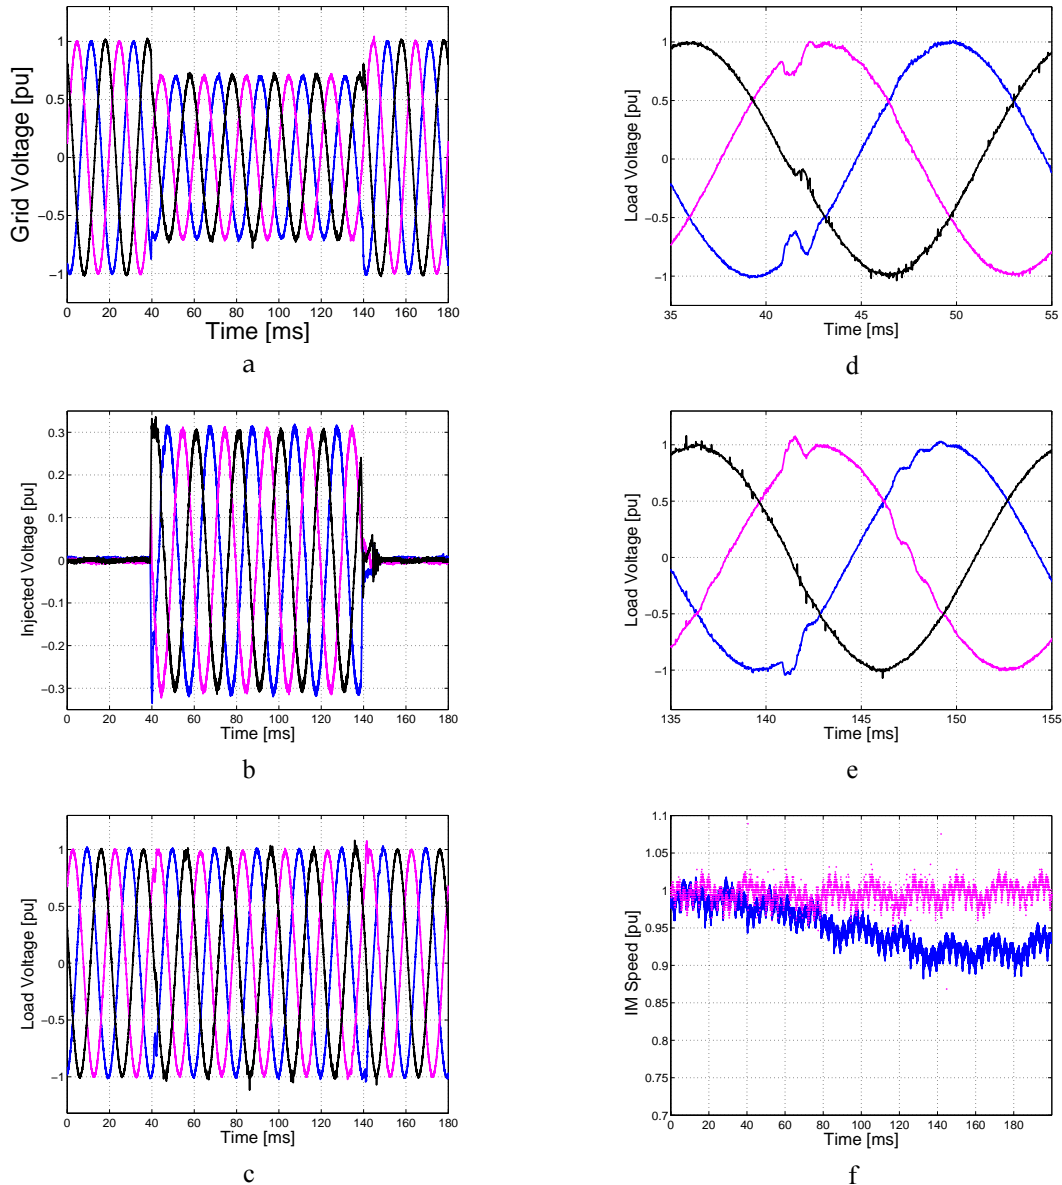 Grid Voltage [pu]
1
0.5
0
−0.5
−1
0 20 40 60 80 100 120 140 160 180
Time [ms]
a
Load Voltage [pu]
1
0.5
0
−0.5
−1
35 40 45 50 55
Time [ms]
d
Injected Voltage [pu]
0.3
0.2
0.1
0
−0.1
−0.2
−0.3
0 20 40 60 80 100 120 140 160 180
Time [ms]
b
Load Voltage [pu]
1
0.5
0
−0.5
−1
135 140 145 150 155
Time [ms]
e
Load Voltage [pu]
1
0.5
0
−0.5
−1
0 20 40 60 80 100 120 140 160 180
Time [ms]
c
IM Speed [pu]
1.1
1.05
1
0.95
0.9
0.85
0.8
0.75
0.7
0 20 40 60 80 100 120 140 160 180
Time [ms]
f